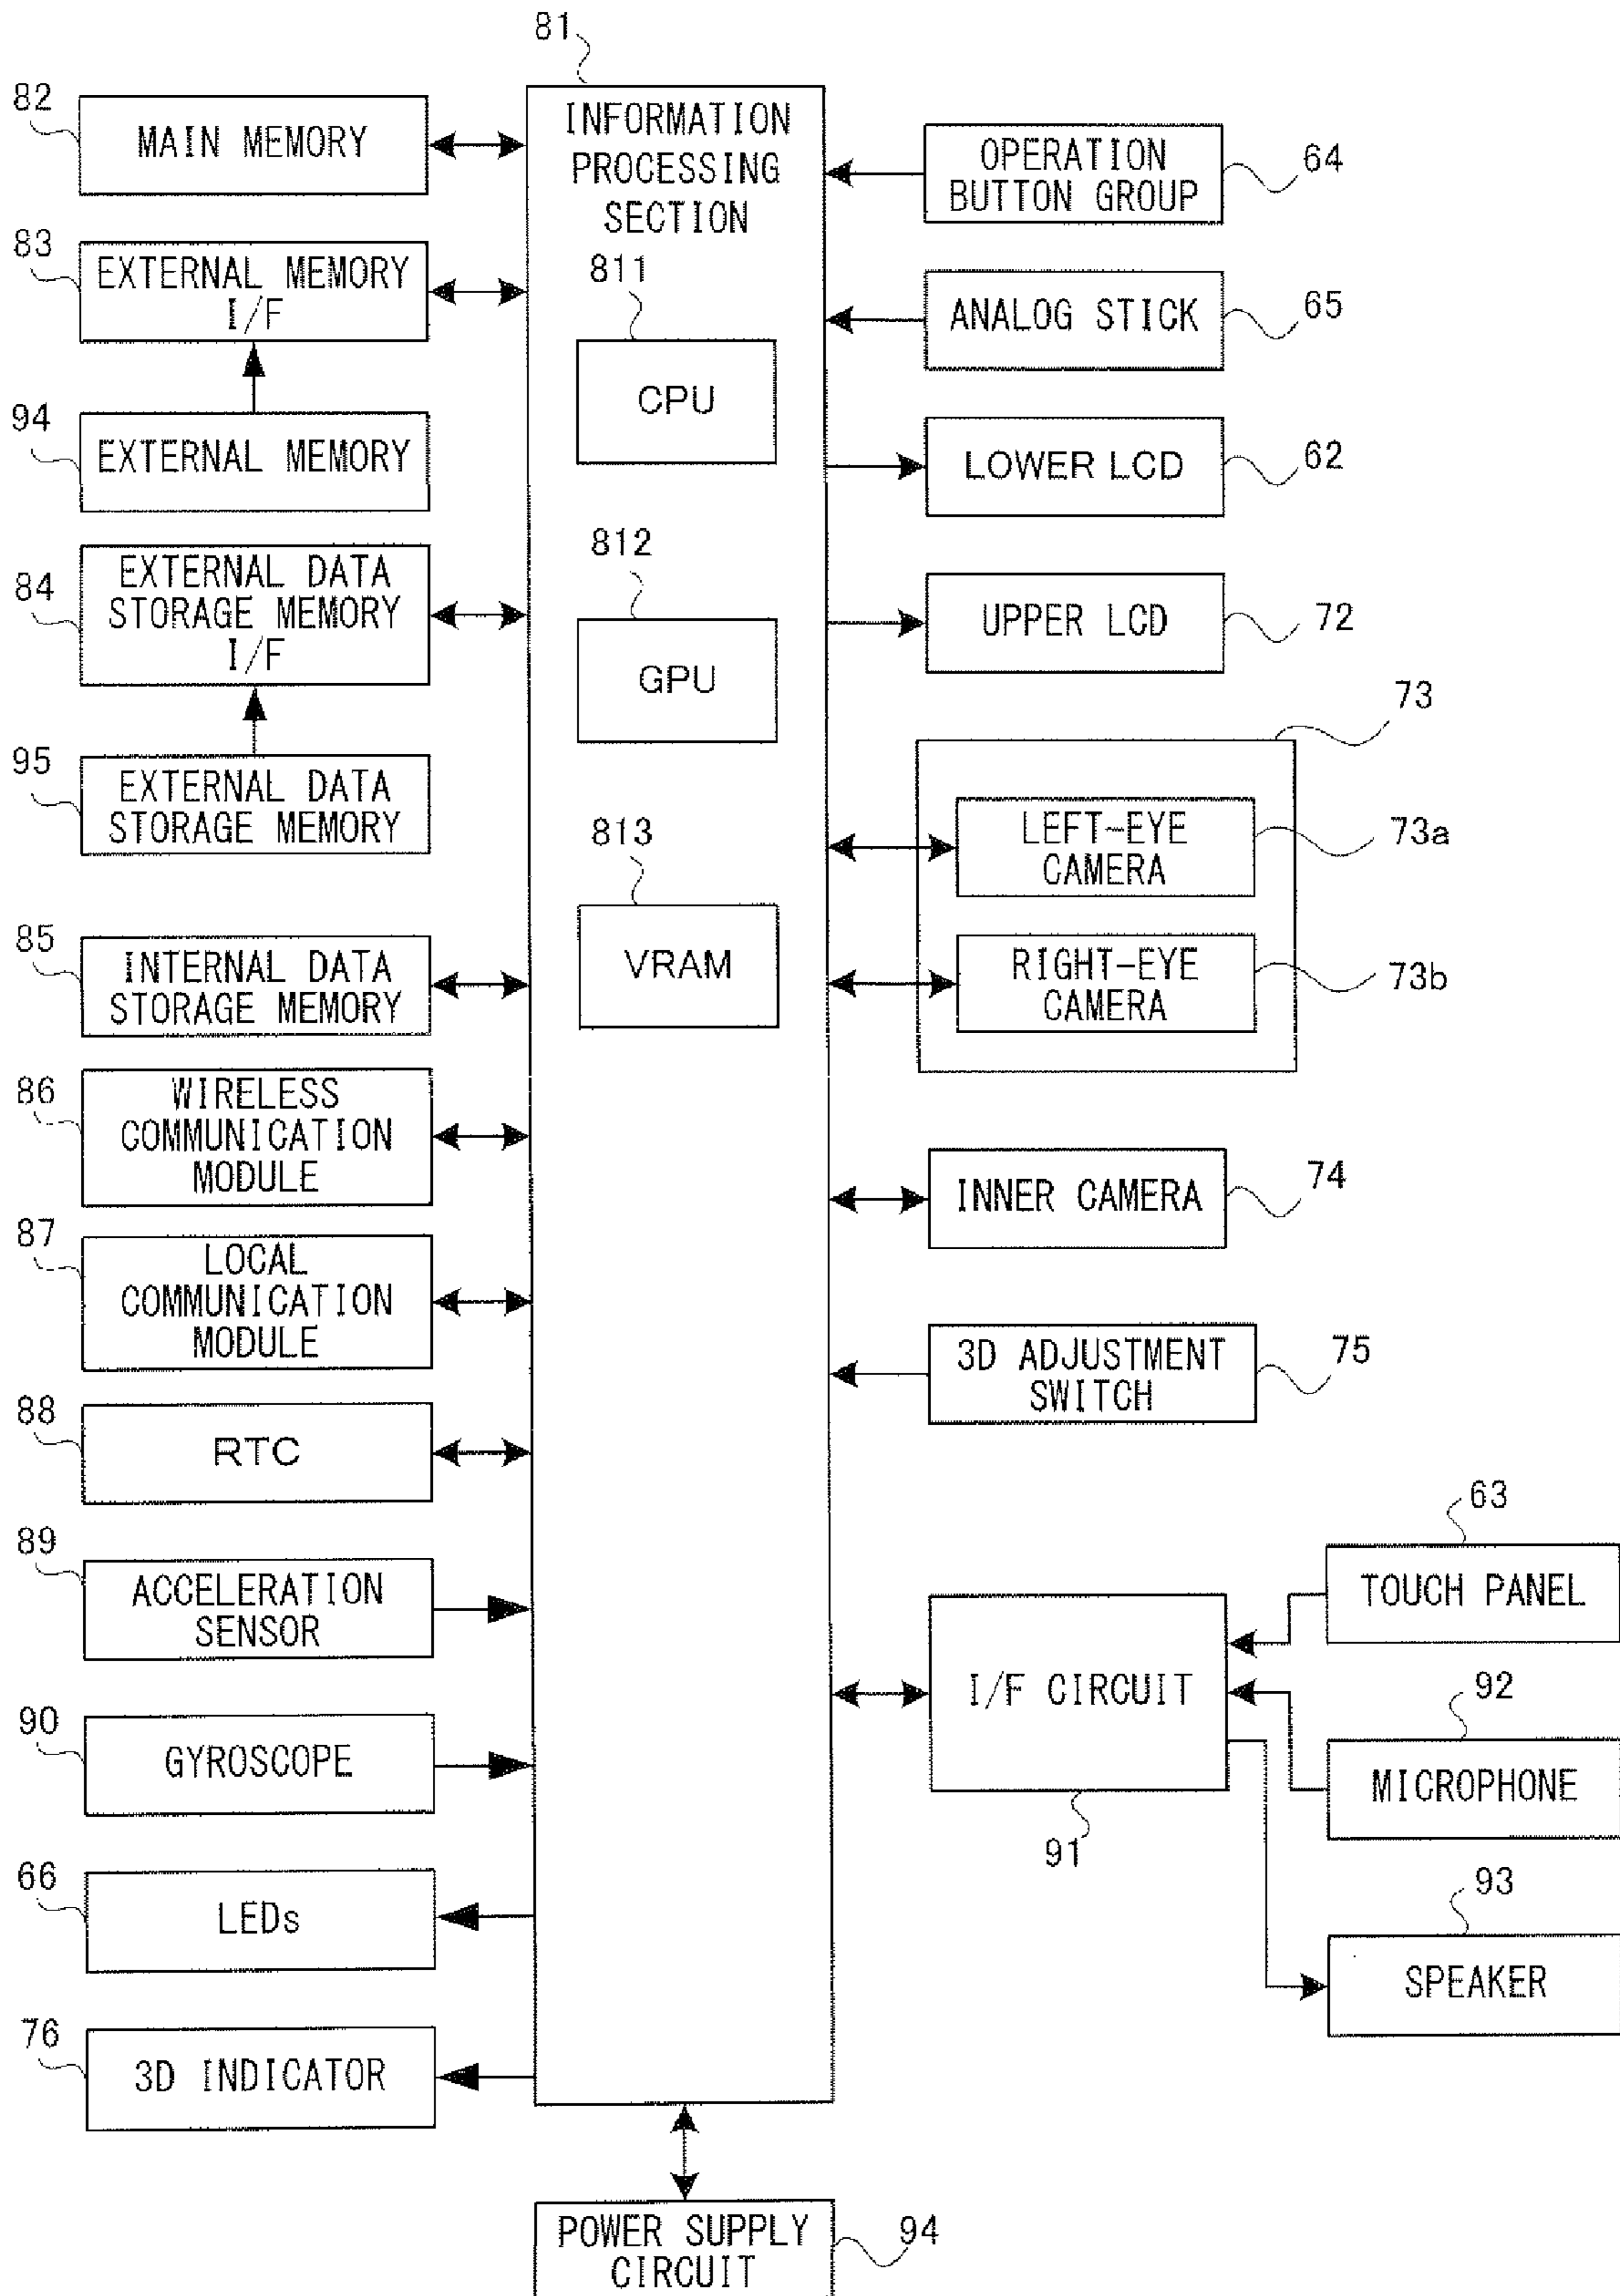 81
INFORMATION
PROCESSING
SECTION
811
CPU
812
GPU
813
VRAM
82
MAIN MEMORY
83
EXTERNAL MEMORY
I/F
94
EXTERNAL MEMORY
84
EXTERNAL DATA
STORAGE MEMORY
I/F
95
EXTERNAL DATA
STORAGE MEMORY
85
INTERNAL DATA
STORAGE MEMORY
86
WIRELESS
COMMUNICATION
MODULE
87
LOCAL
COMMUNICATION
MODULE
88
RTC
89
ACCELERATION
SENSOR
90
GYROSCOPE
66
LEDs
76
3D INDICATOR
OPERATION
BUTTON GROUP
64
ANALOG STICK
65
LOWER LCD
62
UPPER LCD
72
73
LEFT-EYE
CAMERA
73a
RIGHT-EYE
CAMERA
73b
INNER CAMERA
74
3D ADJUSTMENT
SWITCH
75
63
TOUCH PANEL
I/F CIRCUIT
91
92
MICROPHONE
93
SPEAKER
POWER SUPPLY
CIRCUIT
94